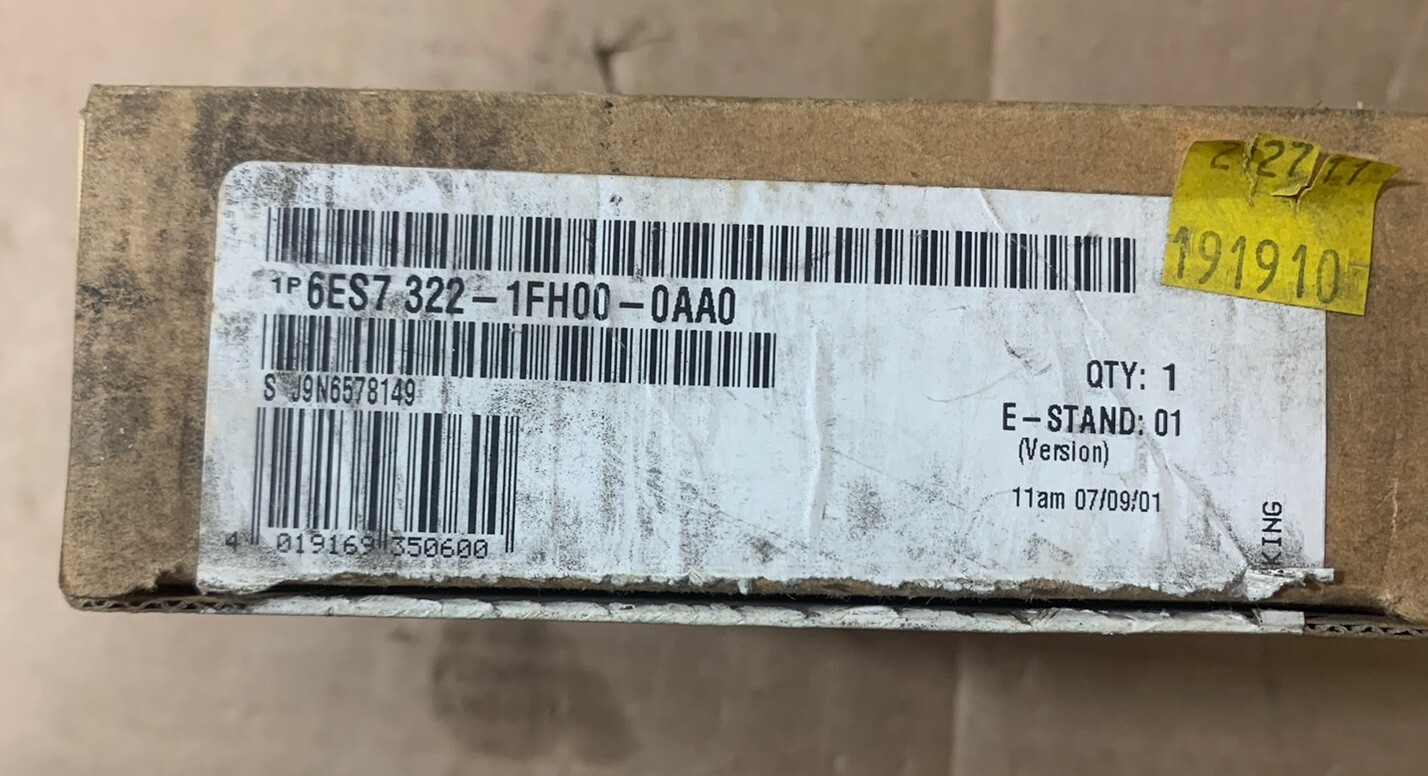 1P 6ES7 322-1FH00-0AA0
S J9N6578149
4 019169 350600
QTY: 1
E-STAND: 01
(Version)
11am 07/09/01
KING
27 17
191910